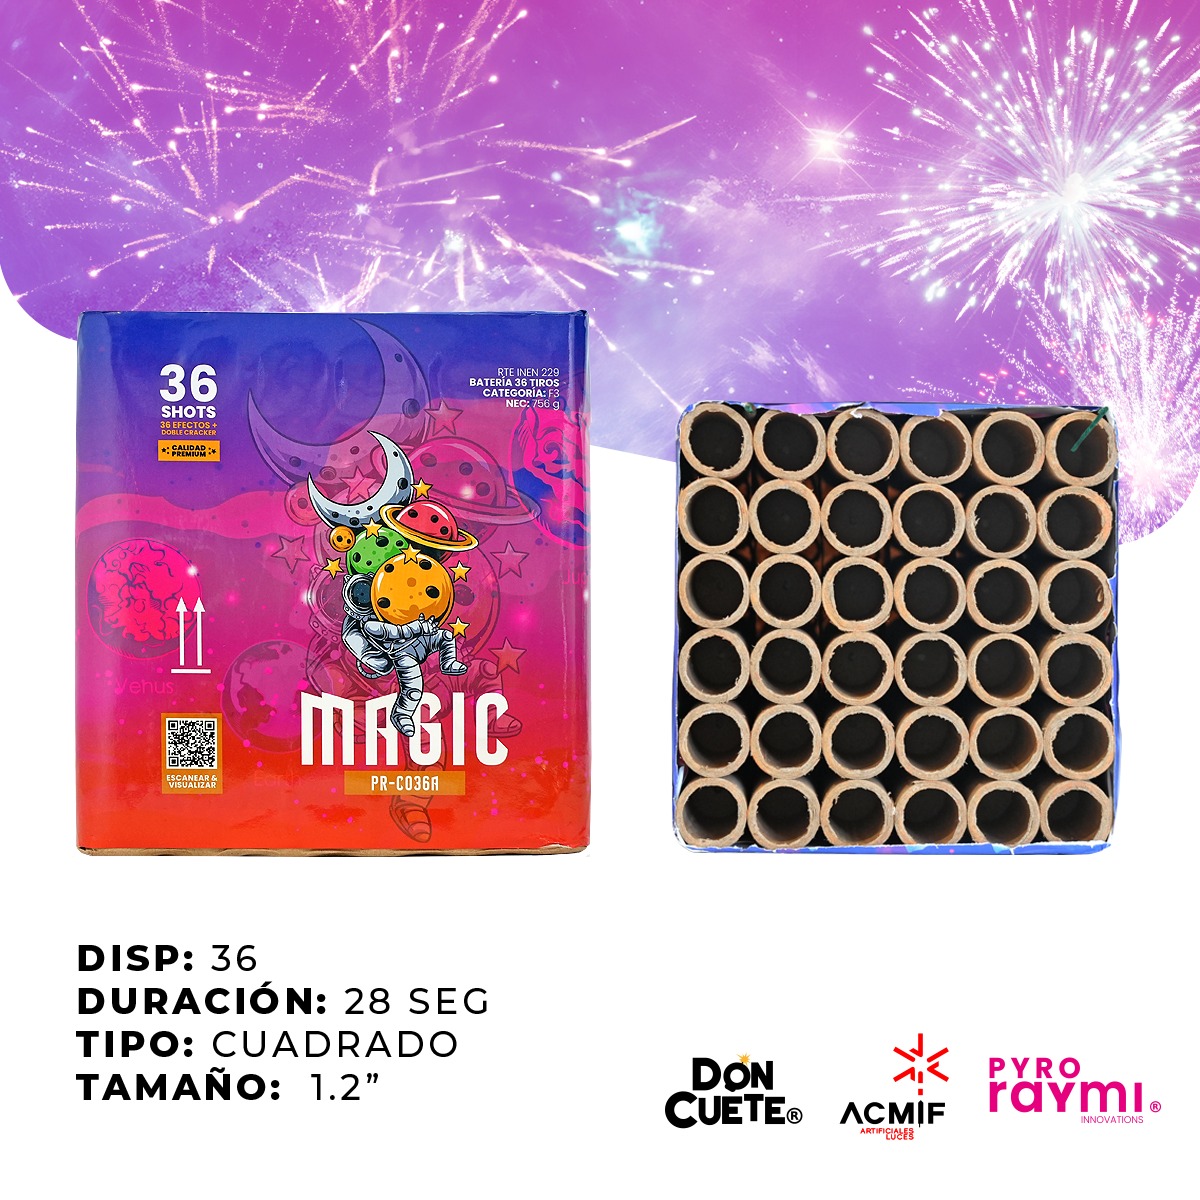 36
SHOTS
36 EFECTOS +
DOBLE CRACKER
CALIDAD
PREMIUM
RTE INEN 229
BATERÍA 36 TIROS
CATEGORÍA: F3
NEC: 756 g
Venus
Earth
ESCANEAR &
VISUALIZAR
MAGIC
PR-C036A
DISP: 36
DURACIÓN: 28 SEG
TIPO: CUADRADO
TAMAÑO: 1.2”
DON
CUETE®
ACMIF
ARTIFICIALES
LUCES
PYRO
raymi®
INNOVATIONS